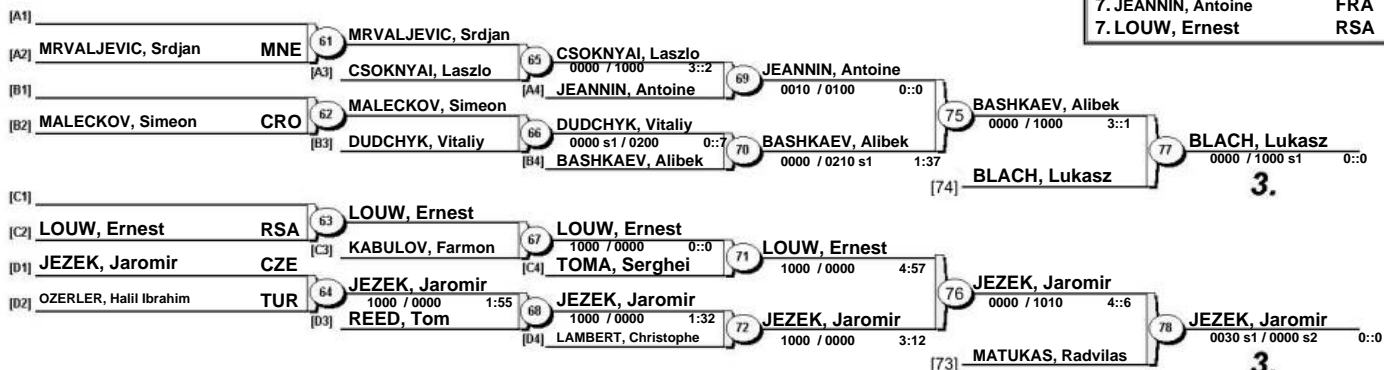 7. JEANNIN, Antoine FRA
7. LOUW, Ernest RSA
[A1]
[A2] MRVALJEVIC, Srdjan MNE
61
MRVALJEVIC, Srdjan
[A3] CSOKNYAI, Laszlo
65
CSOKNYAI, Laszlo
0000 / 1000 3::2
[A4] JEANNIN, Antoine
69
JEANNIN, Antoine
0010 / 0100 0::0
[B1]
[B2] MALECKOV, Simeon CRO
62
MALECKOV, Simeon
[B3] DUDCHYK, Vitaliy
66
DUDCHYK, Vitaliy
0000 s1 / 0200 0::7
[B4] BASHKAEV, Alibek
70
BASHKAEV, Alibek
0000 / 0210 s1 1:37
75
BASHKAEV, Alibek
0000 / 1000 3::1
[74] BLACH, Lukasz
77
BLACH, Lukasz
0000 / 1000 s1 0::0
3.
[C1]
[C2] LOUW, Ernest RSA
63
LOUW, Ernest
[C3] KABULOV, Farmon
67
LOUW, Ernest
1000 / 0000 0::0
[C4] TOMA, Serghei
71
LOUW, Ernest
1000 / 0000 4:57
[D1] JEZEK, Jaromir CZE
[D2] OZERLER, Halil Ibrahim TUR
64
JEZEK, Jaromir
1000 / 0000 1:55
[D3] REED, Tom
68
JEZEK, Jaromir
1000 / 0000 1:32
[D4] LAMBERT, Christophe
72
JEZEK, Jaromir
1000 / 0000 3:12
76
JEZEK, Jaromir
0000 / 1010 4::6
[73] MATUKAS, Radvilas
78
JEZEK, Jaromir
0030 s1 / 0000 s2 0::0
3.